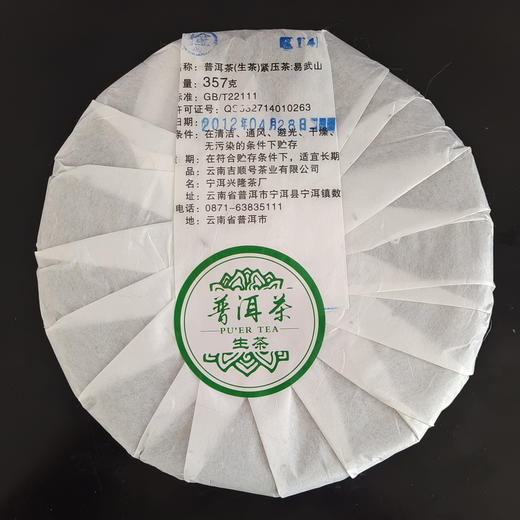 名称：普洱茶(生茶)紧压茶:易武山
量：357克
标准：GB/T22111
许可证号：QS532714010263
日期：2012年04月28日
条件：在清洁、通风、避光、干燥、
无污染的条件下贮存
期：在符合贮存条件下，适宜长期
品：云南吉顺号茶业有限公司
名：宁洱兴隆茶厂
址：云南省普洱市宁洱县宁洱镇数
电话：0871-63835111
地：云南省普洱市
普洱茶
PU'ER TEA
生茶